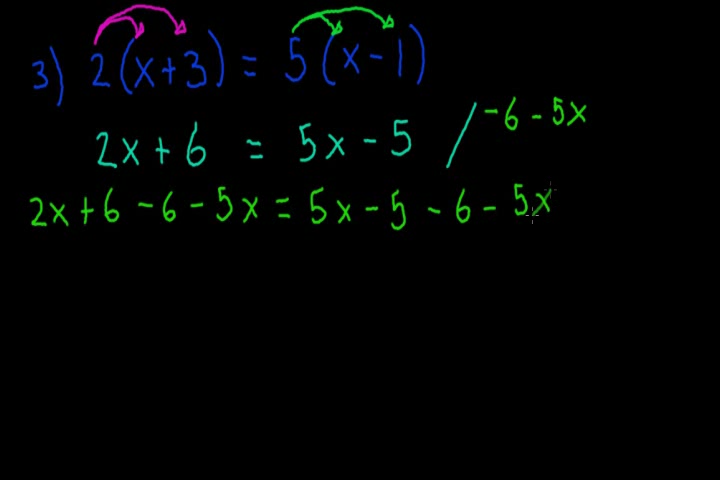 3) 2(x+3) = 5(x-1)
2x + 6 = 5x - 5 / -6 - 5x
2x + 6 - 6 - 5x = 5x - 5 - 6 - 5x